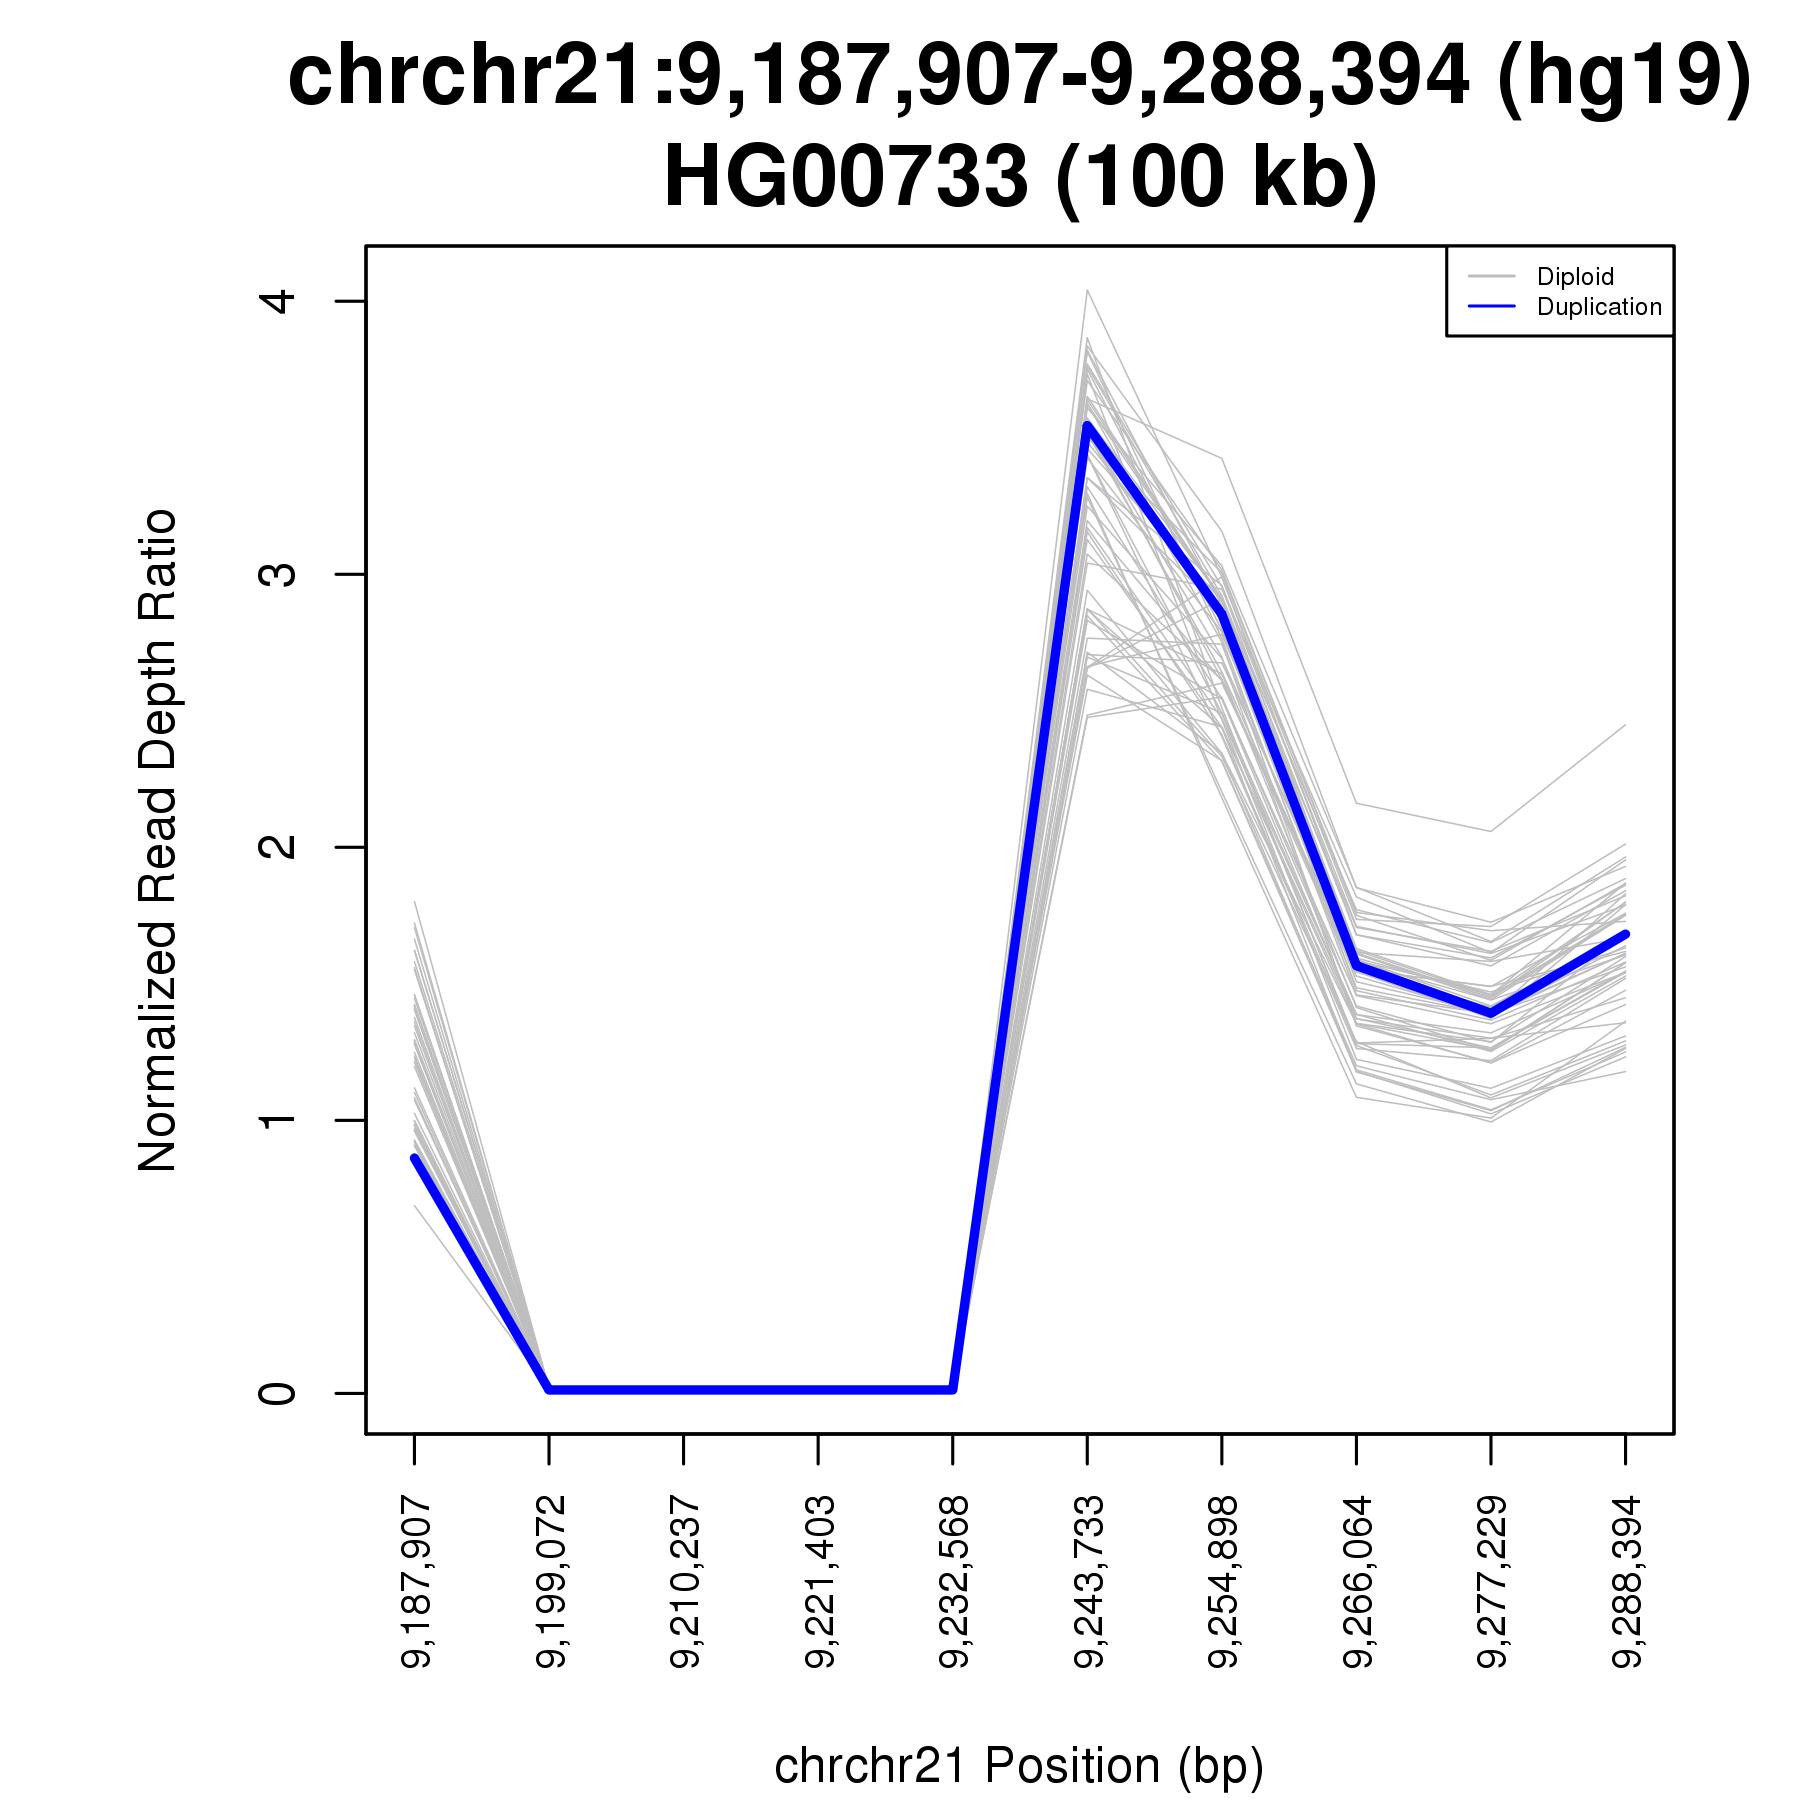 chrchr21:9,187,907-9,288,394 (hg19)
HG00733 (100 kb)
Diploid
Duplication
Normalized Read Depth Ratio
4
3
2
1
0
9,187,907
9,199,072
9,210,237
9,221,403
9,232,568
9,243,733
9,254,898
9,266,064
9,277,229
9,288,394
chrchr21 Position (bp)